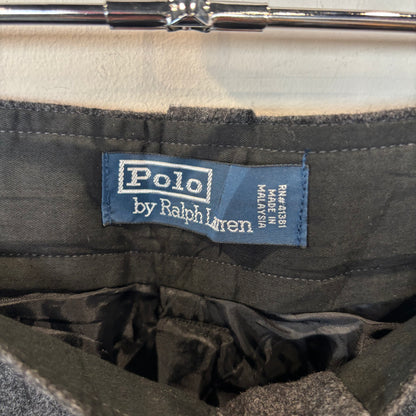 Polo
by Ralph Lauren
RN# 41381
MADE IN
MALAYSIA